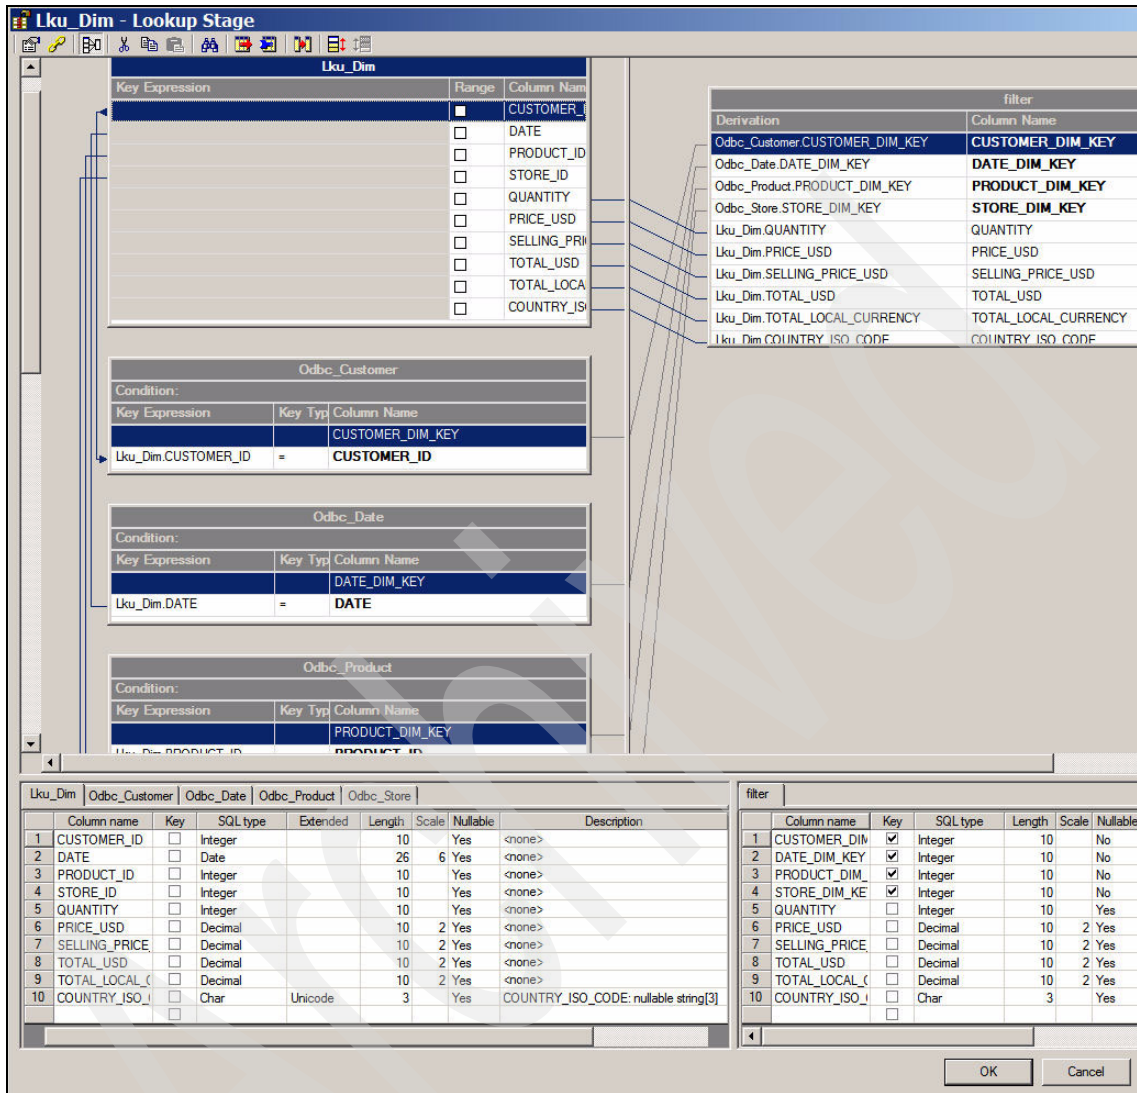 Lku_Dim - Lookup Stage
Lku_Dim
Key Expression Range Column Nam
CUSTOMER_I
DATE
PRODUCT_ID
STORE_ID
QUANTITY
PRICE_USD
SELLING_PRI
TOTAL_USD
TOTAL_LOCA
COUNTRY_IS
filter
Derivation Column Name
Odbc_Customer.CUSTOMER_DIM_KEY CUSTOMER_DIM_KEY
Odbc_Date.DATE_DIM_KEY DATE_DIM_KEY
Odbc_Product.PRODUCT_DIM_KEY PRODUCT_DIM_KEY
Odbc_Store.STORE_DIM_KEY STORE_DIM_KEY
Lku_Dim.QUANTITY QUANTITY
Lku_Dim.PRICE_USD PRICE_USD
Lku_Dim.SELLING_PRICE_USD SELLING_PRICE_USD
Lku_Dim.TOTAL_USD TOTAL_USD
Lku_Dim.TOTAL_LOCAL_CURRENCY TOTAL_LOCAL_CURRENCY
Lku_Dim.COUNTRY_ISO_CODE COUNTRY_ISO_CODE
Odbc_Customer
Condition:
Key Expression Key Typ Column Name
CUSTOMER_DIM_KEY
Lku_Dim.CUSTOMER_ID = CUSTOMER_ID
Odbc_Date
Condition:
Key Expression Key Typ Column Name
DATE_DIM_KEY
Lku_Dim.DATE = DATE
Odbc_Product
Condition:
Key Expression Key Typ Column Name
PRODUCT_DIM_KEY
Lku_Dim.PRODUCT_ID PRODUCT_ID
Lku_Dim Odbc_Customer Odbc_Date Odbc_Product Odbc_Store
Column name Key SQL type Extended Length Scale Nullable Description
1 CUSTOMER_ID Integer 10 Yes <none>
2 DATE Date 26 6 Yes <none>
3 PRODUCT_ID Integer 10 Yes <none>
4 STORE_ID Integer 10 Yes <none>
5 QUANTITY Integer 10 Yes <none>
6 PRICE_USD Decimal 10 2 Yes <none>
7 SELLING_PRICE_ Decimal 10 2 Yes <none>
8 TOTAL_USD Decimal 10 2 Yes <none>
9 TOTAL_LOCAL_( Decimal 10 2 Yes <none>
10 COUNTRY_ISO_( Char Unicode 3 Yes COUNTRY_ISO_CODE: nullable string[3]
filter
Column name Key SQL type Length Scale Nullable
1 CUSTOMER_DIM Integer 10 No
2 DATE_DIM_KEY Integer 10 No
3 PRODUCT_DIM_ Integer 10 No
4 STORE_DIM_KE Integer 10 No
5 QUANTITY Integer 10 Yes
6 PRICE_USD Decimal 10 2 Yes
7 SELLING_PRICE_ Decimal 10 2 Yes
8 TOTAL_USD Decimal 10 2 Yes
9 TOTAL_LOCAL_( Decimal 10 2 Yes
10 COUNTRY_ISO_( Char 3 Yes
OK Cancel
Archived